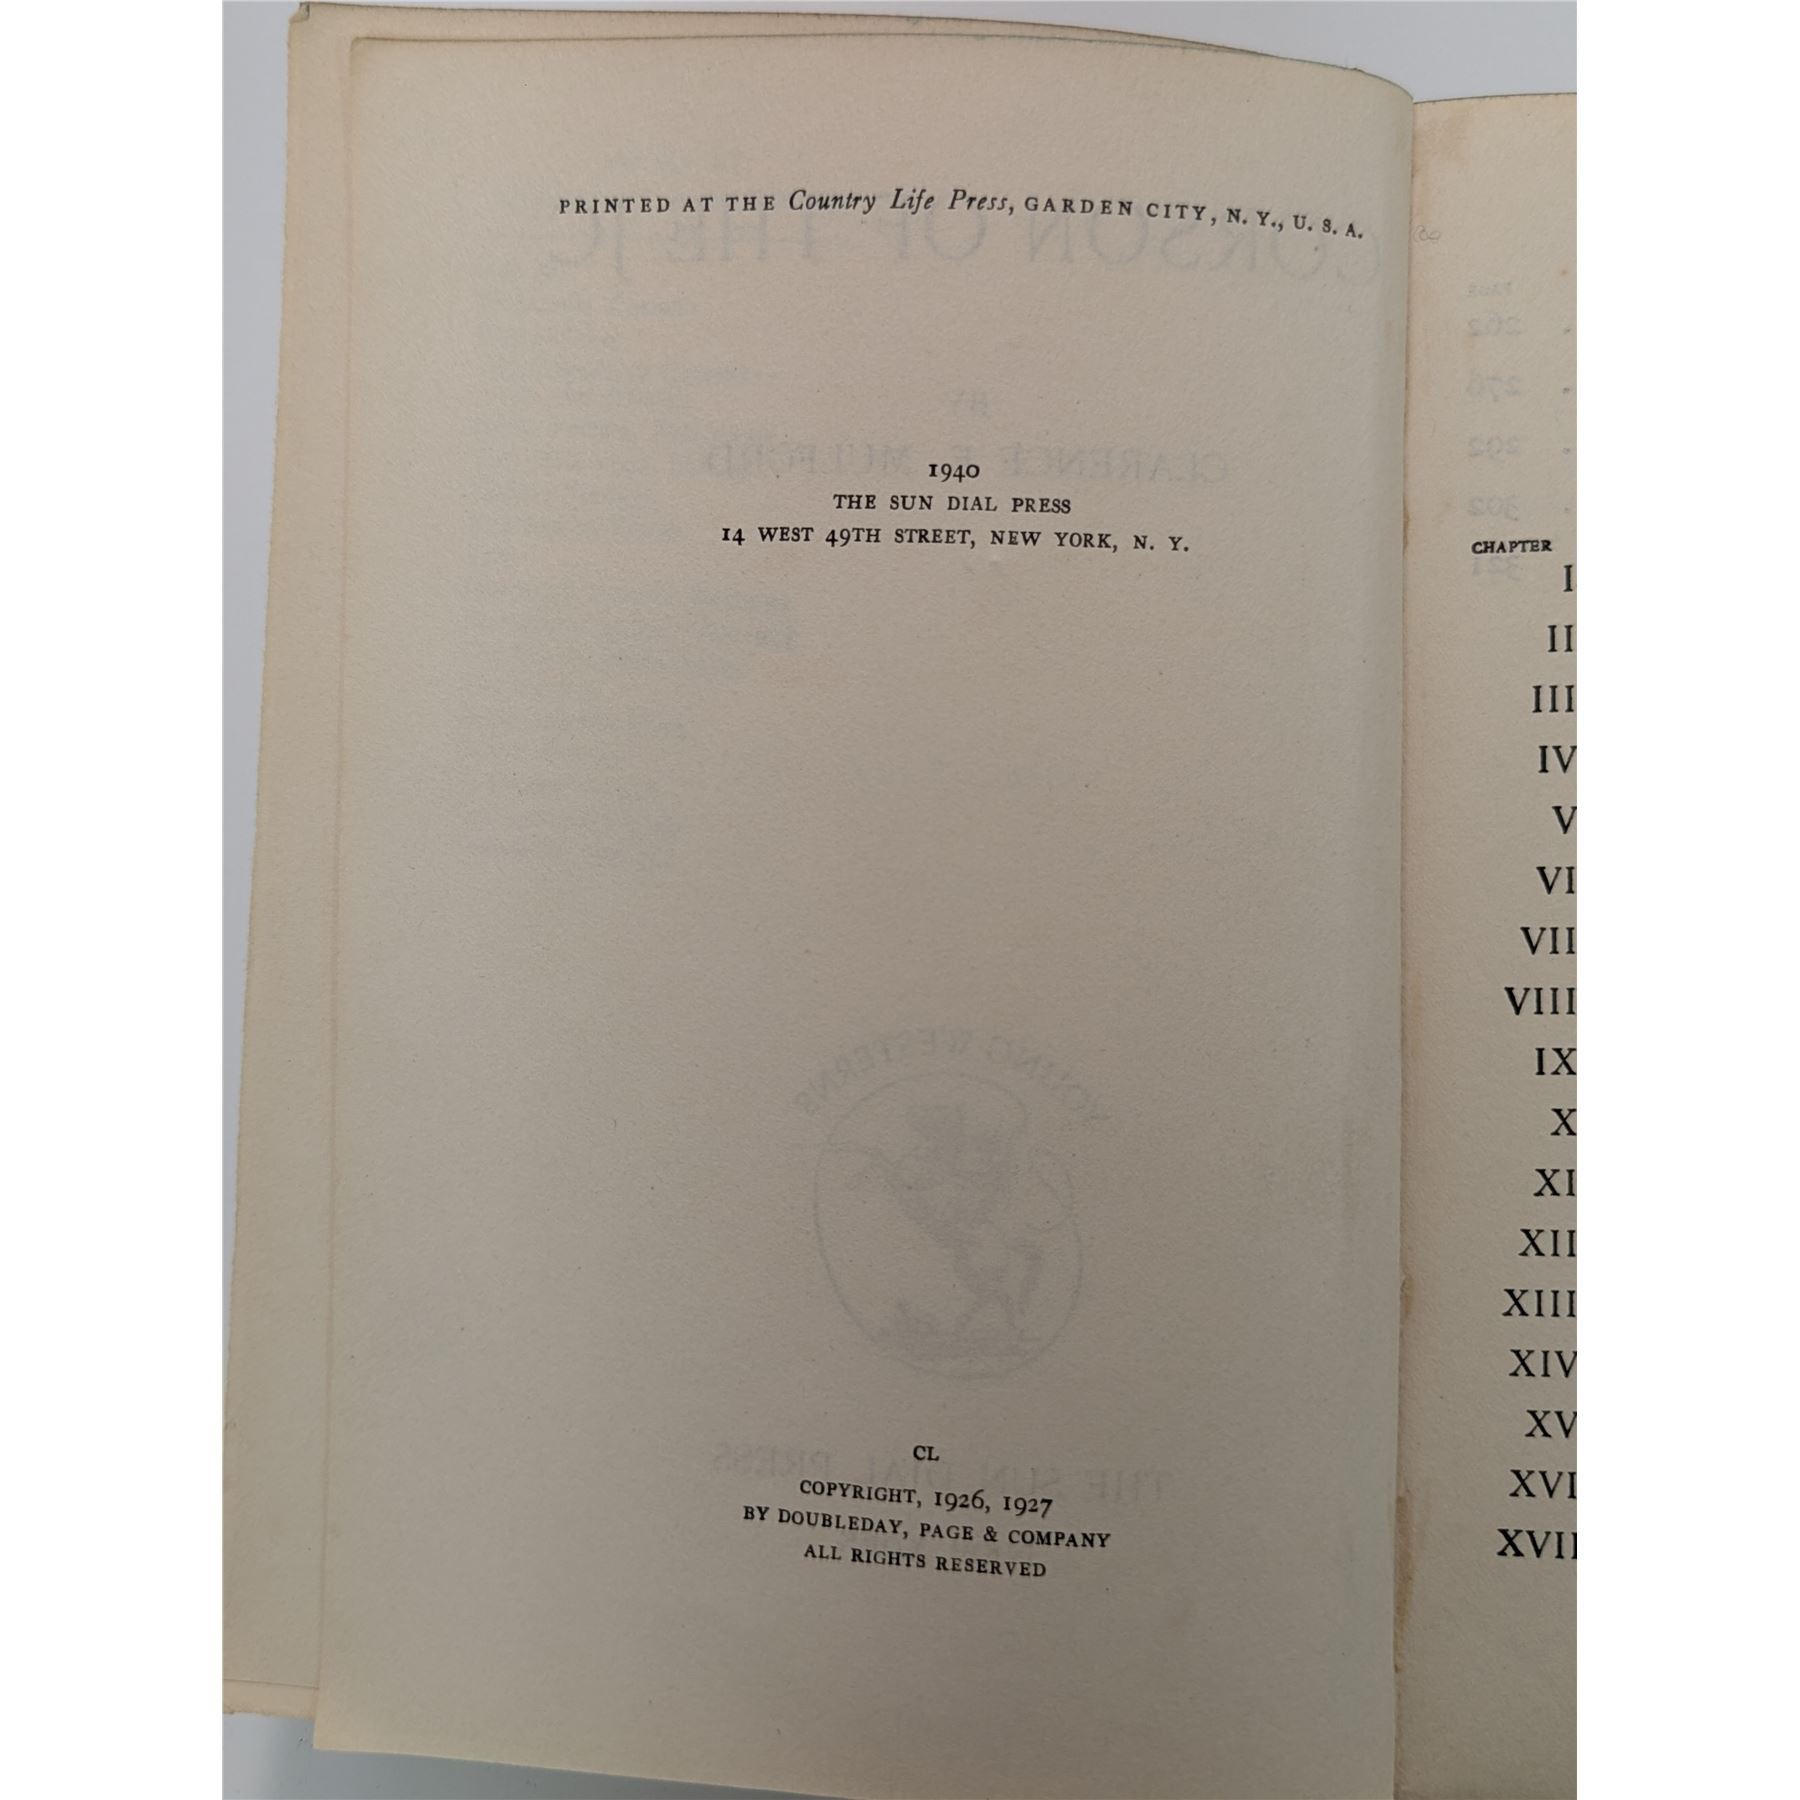 PRINTED AT THE Country Life Press, GARDEN CITY, N. Y., U. S. A.
1940
THE SUN DIAL PRESS
14 WEST 49TH STREET, NEW YORK, N. Y.
CL
COPYRIGHT, 1926, 1927
BY DOUBLEDAY, PAGE & COMPANY
ALL RIGHTS RESERVED
CHAPTER
I
II
III
IV
V
VI
VII
VIII
IX
X
XI
XII
XIII
XIV
XV
XVI
XVII